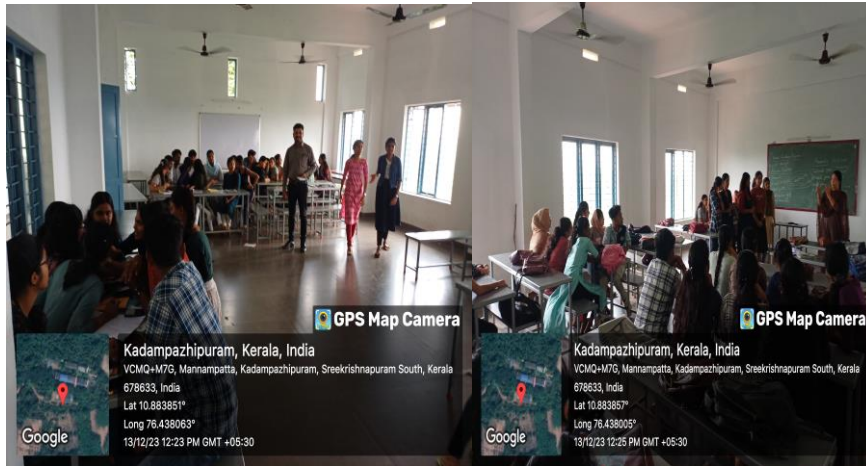 GPS Map Camera
Kadampazhipuram, Kerala, India
VCMQ+M7G, Mannampatta, Kadampazhipuram, Sreekrishnapuram South, Kerala
678633, India
Lat 10.883851°
Long 76.438063°
13/12/23 12:23 PM GMT +05:30
Google
GPS Map Camera
Kadampazhipuram, Kerala, India
VCMQ+M7G, Mannampatta, Kadampazhipuram, Sreekrishnapuram South, Kerala
678633, India
Lat 10.883857°
Long 76.438005°
13/12/23 12:25 PM GMT +05:30
Google